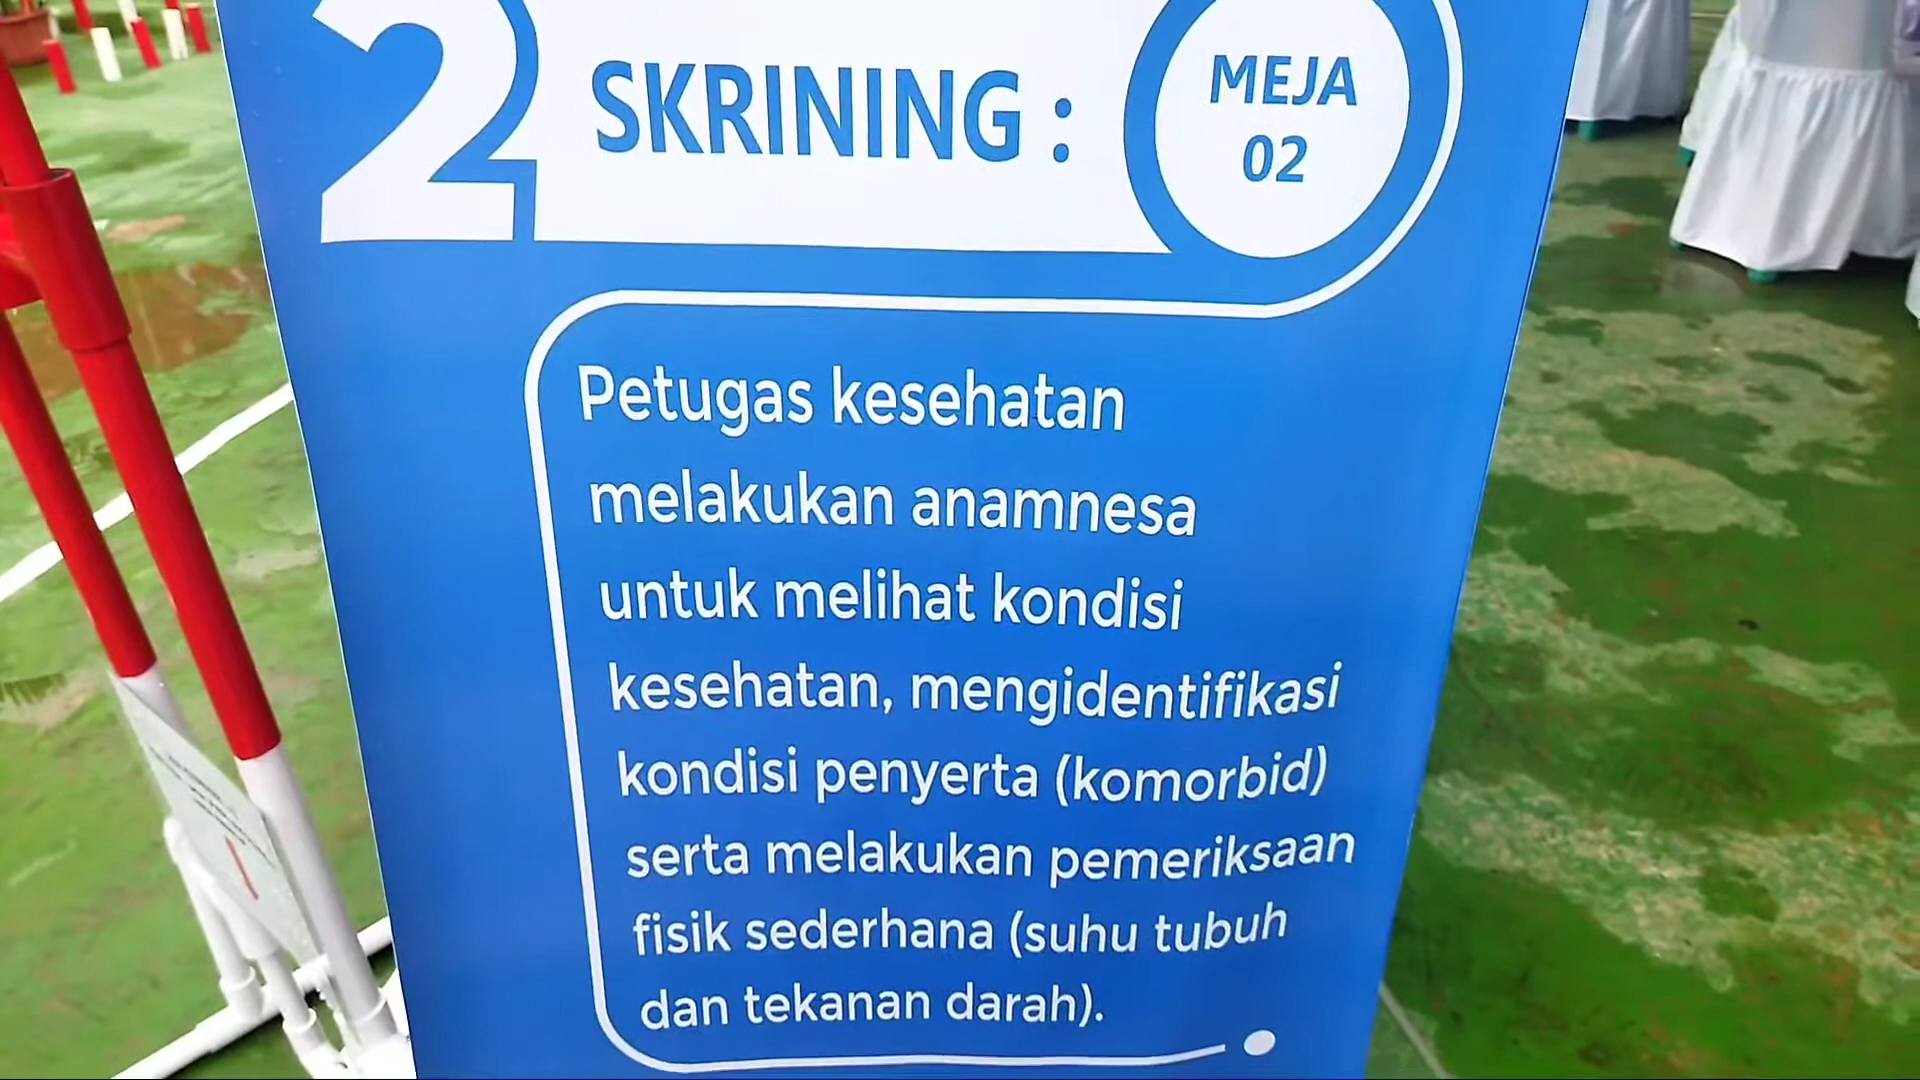 2 SKRINING : MEJA 02
Petugas kesehatan
melakukan anamnesa
untuk melihat kondisi
kesehatan, mengidentifikasi
kondisi penyerta (komorbid)
serta melakukan pemeriksaan
fisik sederhana (suhu tubuh
dan tekanan darah).